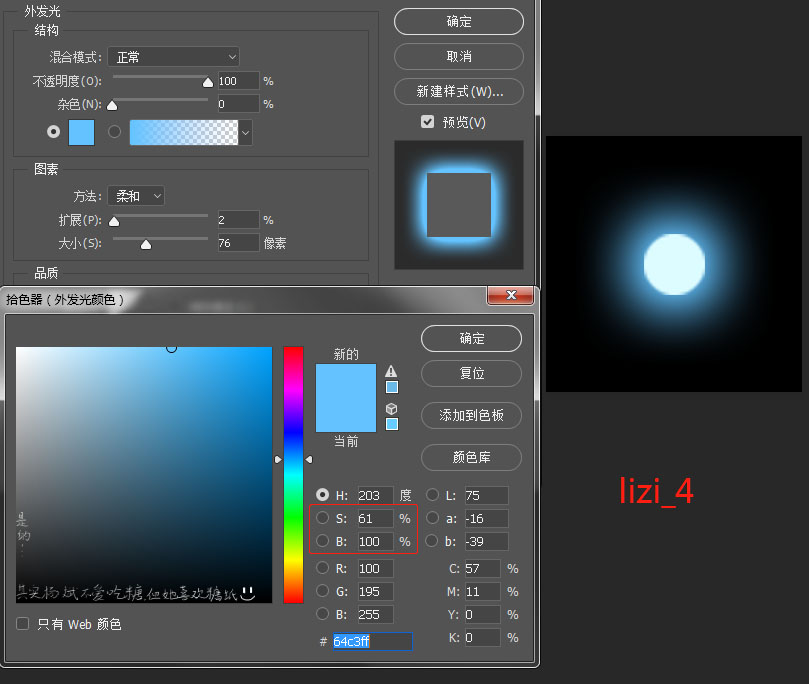 外发光
结构
混合模式: 正常
不透明度(O): 100 %
杂色(N): 0 %
图素
方法: 柔和
扩展(P): 2 %
大小(S): 76 像素
品质
确定
取消
新建样式(W)...
预览(V)
拾色器(外发光颜色)
新的
当前
确定
复位
添加到色板
颜色库
H: 203 度
S: 61 %
B: 100 %
R: 100
G: 195
B: 255
# 64c3ff
L: 75
a: -16
b: -39
C: 57 %
M: 11 %
Y: 0 %
K: 0 %
是
的
:
其实杨斌不爱吃糖,但她喜欢糖纸
只有 Web 颜色
lizi_4